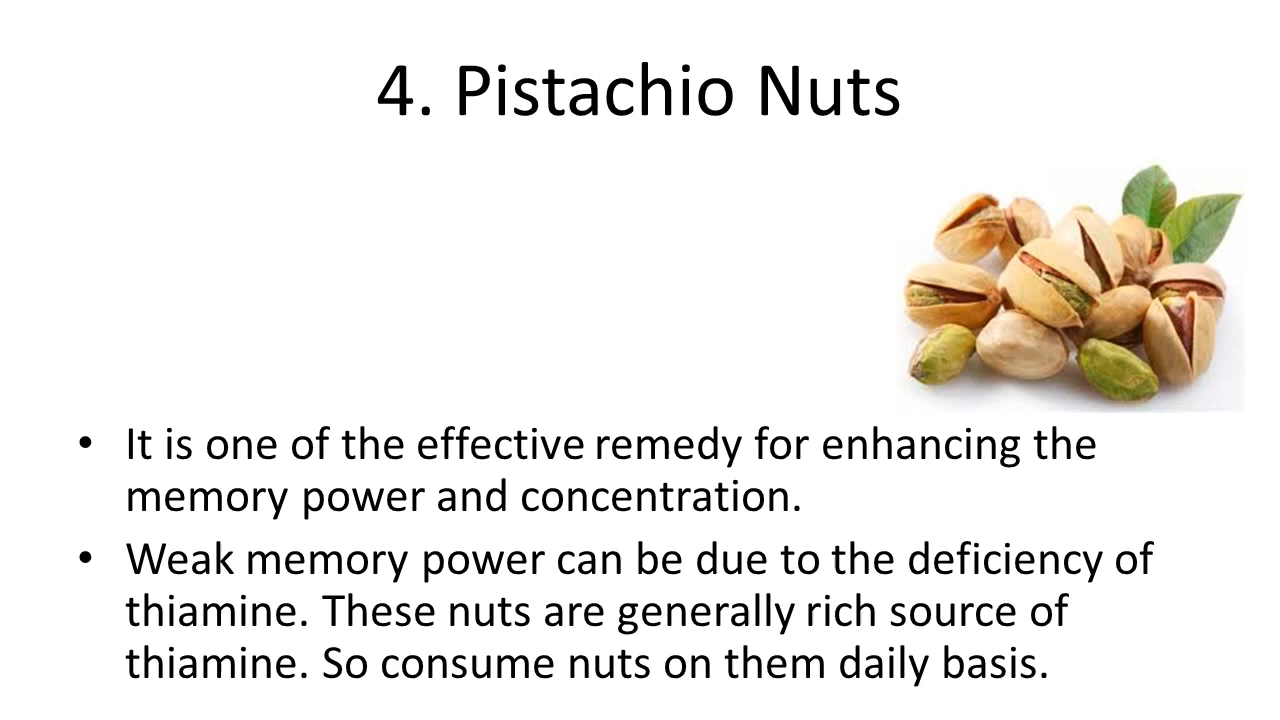 4. Pistachio Nuts
• It is one of the effective remedy for enhancing the
memory power and concentration.
• Weak memory power can be due to the deficiency of
thiamine. These nuts are generally rich source of
thiamine. So consume nuts on them daily basis.